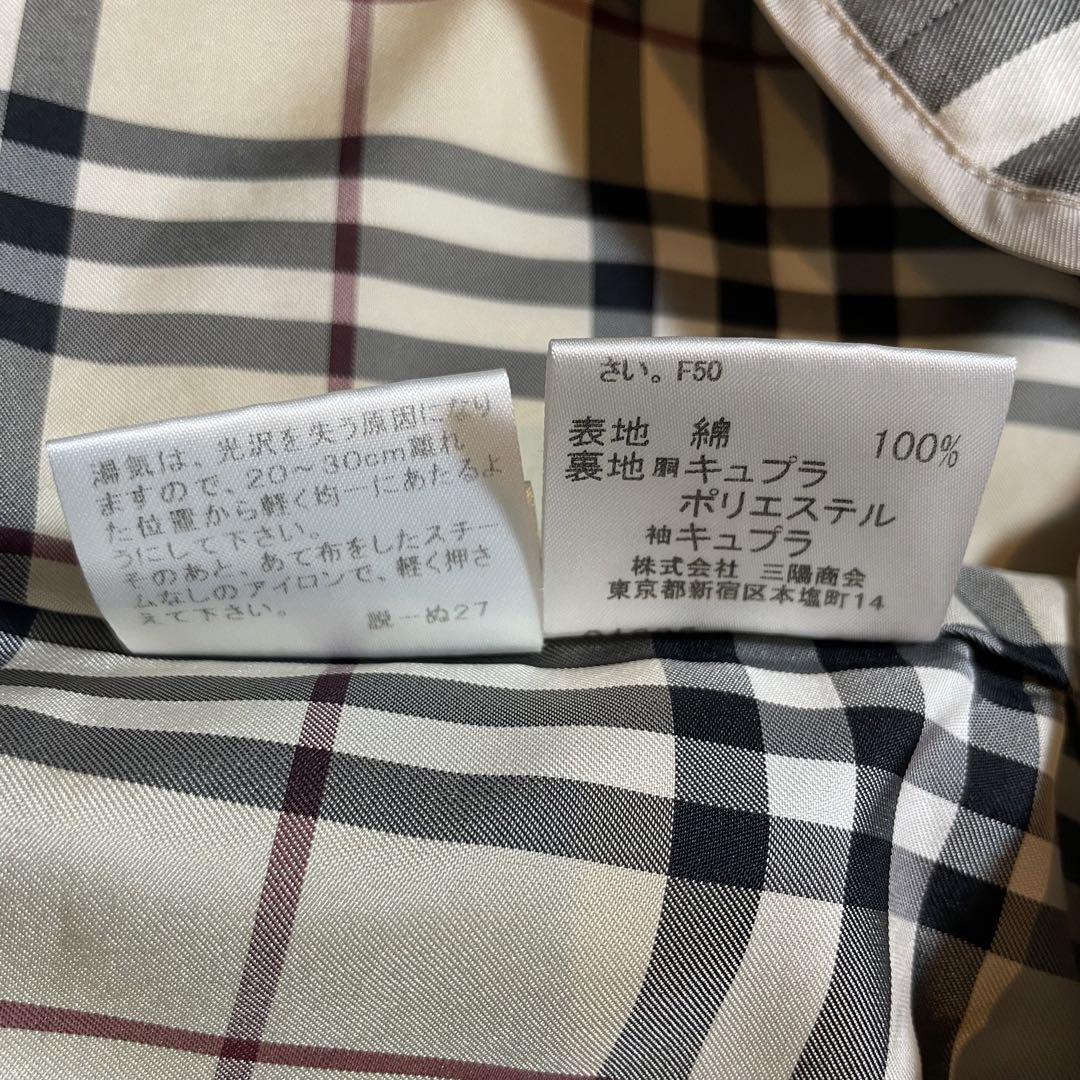 湯気は、光沢を失う原因になり
ますので、20～30cm離れ
た位置から軽く均一にあたるよ
うにして下さい。
そのあと、あて布をしたスチー
ムなしのアイロンで、軽く押さ
えて下さい。
説ーぬ27
さい。F50
表地 綿 100%
裏地 胴 キュプラ
ポリエステル
袖 キュプラ
株式会社 三陽商会
東京都新宿区本塩町14